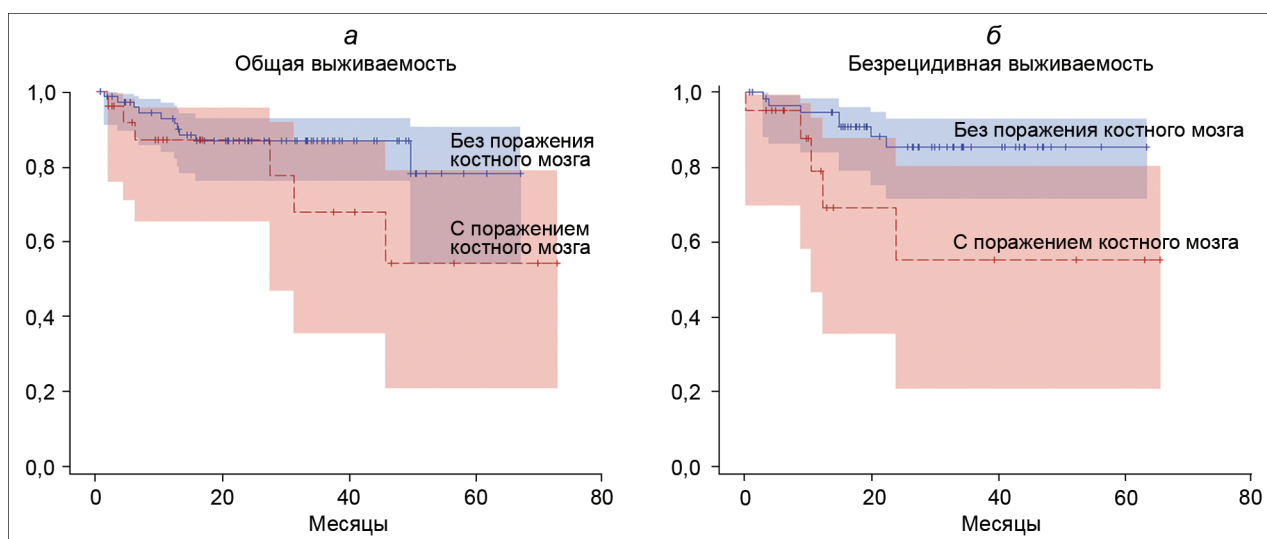 а
Общая выживаемость
1,0
0,8
0,6
0,4
0,2
0,0
Без поражения
костного мозга
С поражением
костного мозга
0 20 40 60 80
Месяцы
б
Безрецидивная выживаемость
1,0
0,8
0,6
0,4
0,2
0,0
Без поражения костного мозга
С поражением костного мозга
0 20 40 60 80
Месяцы